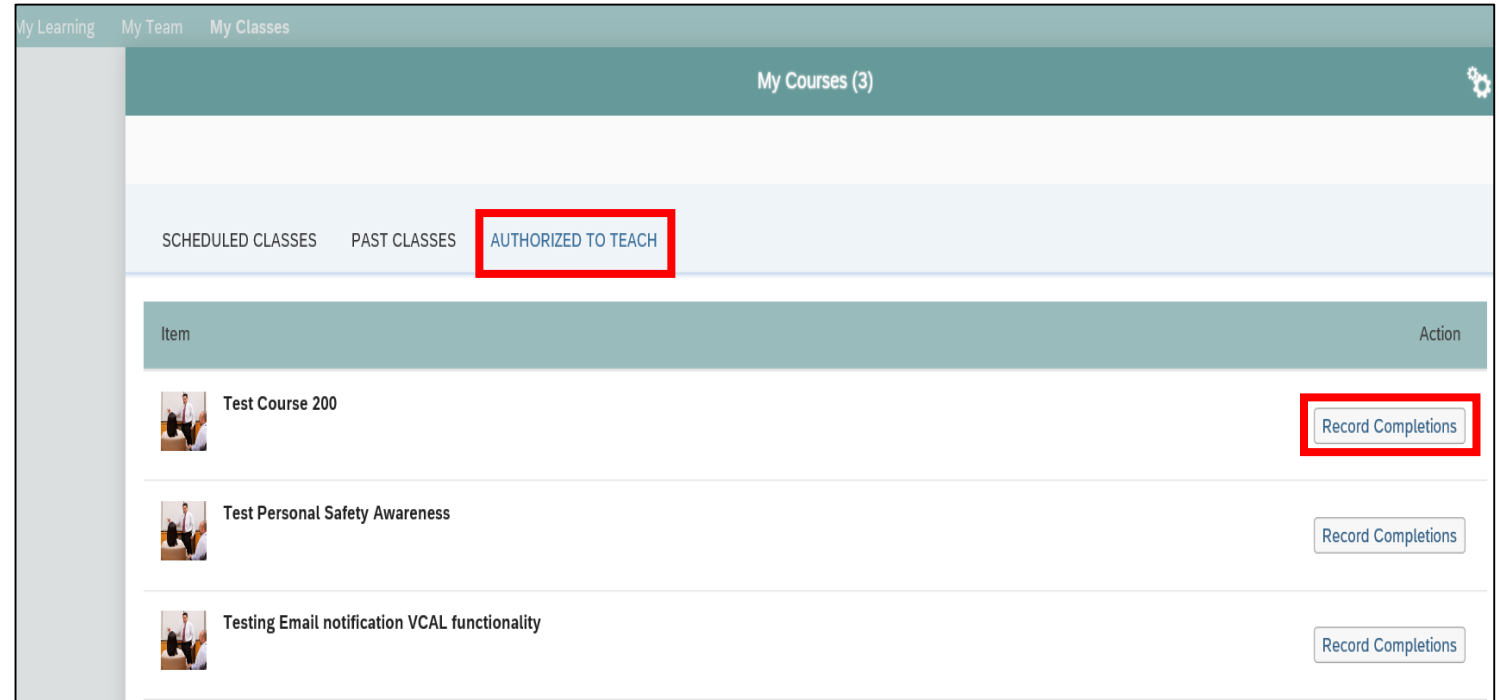 My Learning My Team My Classes
My Courses (3)
SCHEDULED CLASSES PAST CLASSES AUTHORIZED TO TEACH
Item Action
Test Course 200
Record Completions
Test Personal Safety Awareness
Record Completions
Testing Email notification VCAL functionality
Record Completions